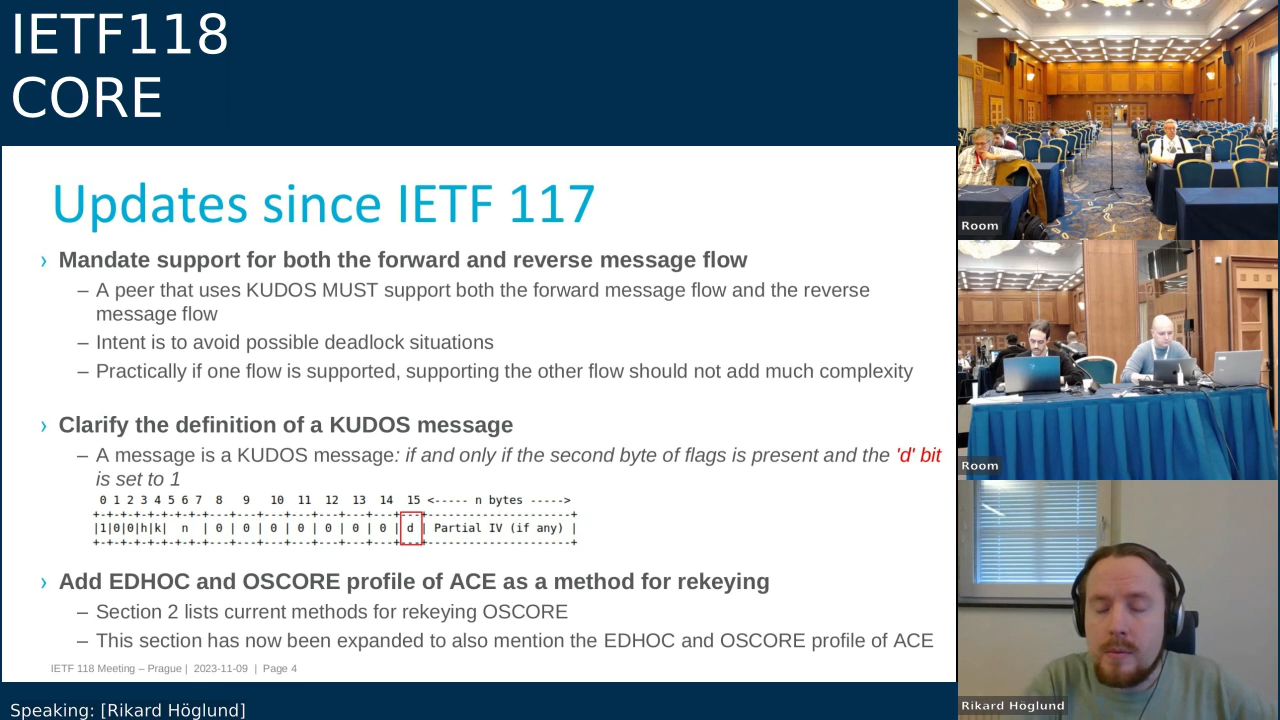 IETF118
CORE
Updates since IETF 117
› Mandate support for both the forward and reverse message flow
– A peer that uses KUDOS MUST support both the forward message flow and the reverse
message flow
– Intent is to avoid possible deadlock situations
– Practically if one flow is supported, supporting the other flow should not add much complexity
› Clarify the definition of a KUDOS message
– A message is a KUDOS message: if and only if the second byte of flags is present and the 'd' bit
is set to 1
0 1 2 3 4 5 6 7 8 9 10 11 12 13 14 15 <----- n bytes ----->
+-+-+-+-+-+-+-+-+---+---+---+---+---+---+---+---+---------------------+
|1|0|0|h|k| n | 0 | 0 | 0 | 0 | 0 | 0 | 0 | d | Partial IV (if any) |
+-+-+-+-+-+-+-+-+---+---+---+---+---+---+---+---+---------------------+
› Add EDHOC and OSCORE profile of ACE as a method for rekeying
– Section 2 lists current methods for rekeying OSCORE
– This section has now been expanded to also mention the EDHOC and OSCORE profile of ACE
IETF 118 Meeting – Prague | 2023-11-09 | Page 4
Speaking: [Rikard Höglund]
Room
Room
Rikard Höglund